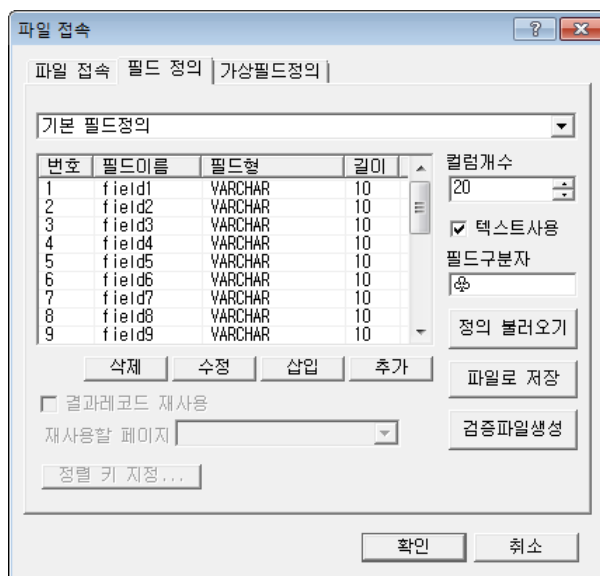 파일 접속
파일 접속 필드 정의 가상필드정의
기본 필드정의
번호 필드이름 필드형 길이
1 field1 VARCHAR 10
2 field2 VARCHAR 10
3 field3 VARCHAR 10
4 field4 VARCHAR 10
5 field5 VARCHAR 10
6 field6 VARCHAR 10
7 field7 VARCHAR 10
8 field8 VARCHAR 10
9 field9 VARCHAR 10
컬럼개수
20
텍스트사용
필드구분자
♧
정의 불러오기
파일로 저장
검증파일생성
삭제 수정 삽입 추가
결과레코드 재사용
재사용할 페이지
정렬 키 지정...
확인 취소